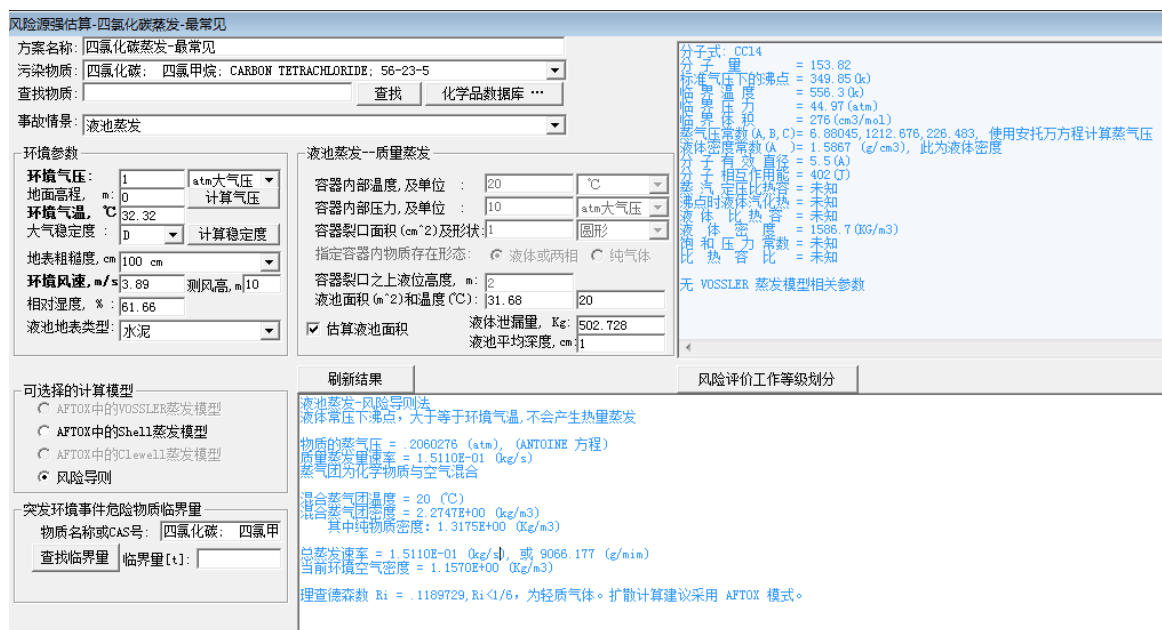 风险源强估算-四氯化碳蒸发-最常见
方案名称: 四氯化碳蒸发-最常见
污染物质: 四氯化碳; 四氯甲烷; CARBON TETRACHLORIDE; 56-23-5
查找物质: 查找 化学品数据库 …
事故情景: 液池蒸发
环境参数
环境气压: 1 atm大气压
地面高程, m: 0 计算气压
环境气温, ℃ 32.32
大气稳定度 : D 计算稳定度
地表粗糙度, cm 100 cm
环境风速, m/s 3.89 测风高, m 10
相对湿度, % : 61.66
液池地表类型: 水泥
液池蒸发--质量蒸发
容器内部温度, 及单位 : 20 ℃
容器内部压力, 及单位 : 10 atm大气压
容器裂口面积(cm^2)及形状: 1 圆形
指定容器内物质存在形态: 液体或两相 纯气体
容器裂口之上液位高度, m: 2
液池面积(m^2)和温度(℃): 31.68 20
估算液池面积 液体泄漏量, Kg: 502.728
液池平均深度, cm: 1
分子式: CCl4
分 子 量 = 153.82
标准气压下的沸点 = 349.85(k)
临 界 温 度 = 556.3(k)
临 界 压 力 = 44.97(atm)
临 界 体 积 = 276(cm3/mol)
蒸气压常数(A,B,C)= 6.88045,1212.676,226.483, 使用安托万方程计算蒸气压
液体密度常数(A )= 1.5867 (g/cm3), 此为液体密度
分 子 有 效 直径 = 5.5(A)
分 子 相互作用能 = 402(J)
蒸 汽 定压比热容 = 未知
沸点时液体汽化热 = 未知
液 体 比 热 容 = 未知
液 体 密 度 = 1586.7(KG/m3)
饱 和 压 力 常数 = 未知
比 热 容 比 = 未知
无 VOSSLER 蒸发模型相关参数
刷新结果 风险评价工作等级划分
可选择的计算模型
AFTOX中的VOSSLER蒸发模型
AFTOX中的Shell蒸发模型
AFTOX中的Clewell蒸发模型
风险导则
突发环境事件危险物质临界量
物质名称或CAS号: 四氯化碳; 四氯甲
查找临界量 临界量[t]:
液池蒸发-风险导则法
液体常压下沸点, 大于等于环境气温, 不会产生热量蒸发
物质的蒸气压 = .2060276 (atm), (ANTOINE 方程)
质量蒸发量速率 = 1.5110E-01 (kg/s)
蒸气团为化学物质与空气混合
混合蒸气团温度 = 20 (℃)
混合蒸气团密度 = 2.2747E+00 (kg/m3)
其中纯物质密度: 1.3175E+00 (Kg/m3)
总蒸发速率 = 1.5110E-01 (kg/s), 或 9066.177 (g/min)
当前环境空气密度 = 1.1570E+00 (Kg/m3)
理查德森数 Ri = .1189729, Ri<1/6, 为轻质气体。扩散计算建议采用 AFTOX 模式。